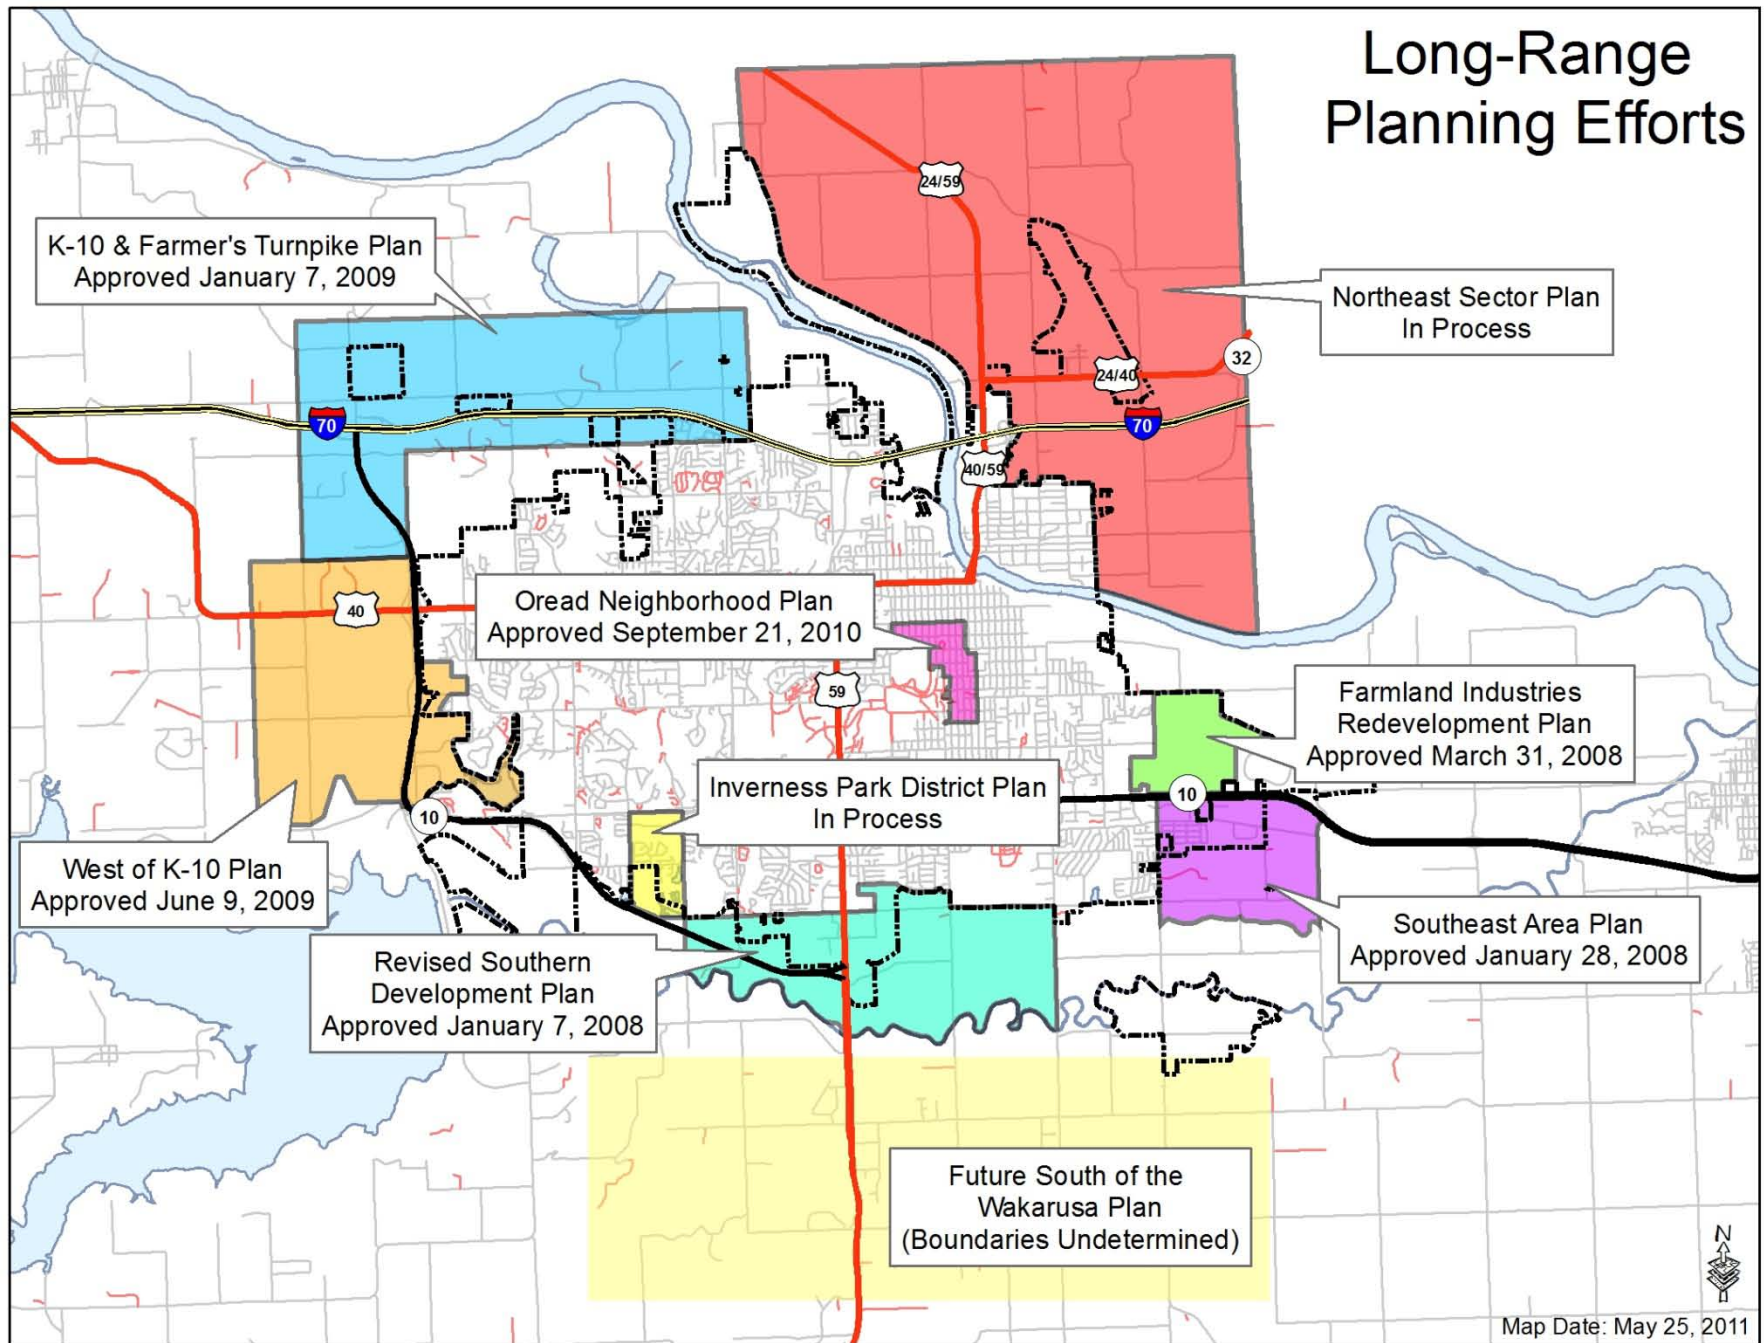 Long-Range
Planning Efforts
24/59
K-10 & Farmer's Turnpike Plan
Approved January 7, 2009
Northeast Sector Plan
In Process
32
24/40
70
70
40/59
40
Oread Neighborhood Plan
Approved September 21, 2010
59
Farmland Industries
Redevelopment Plan
Approved March 31, 2008
Inverness Park District Plan
In Process
10
10
West of K-10 Plan
Approved June 9, 2009
Southeast Area Plan
Approved January 28, 2008
Revised Southern
Development Plan
Approved January 7, 2008
Future South of the
Wakarusa Plan
(Boundaries Undetermined)
N
Map Date: May 25, 2011